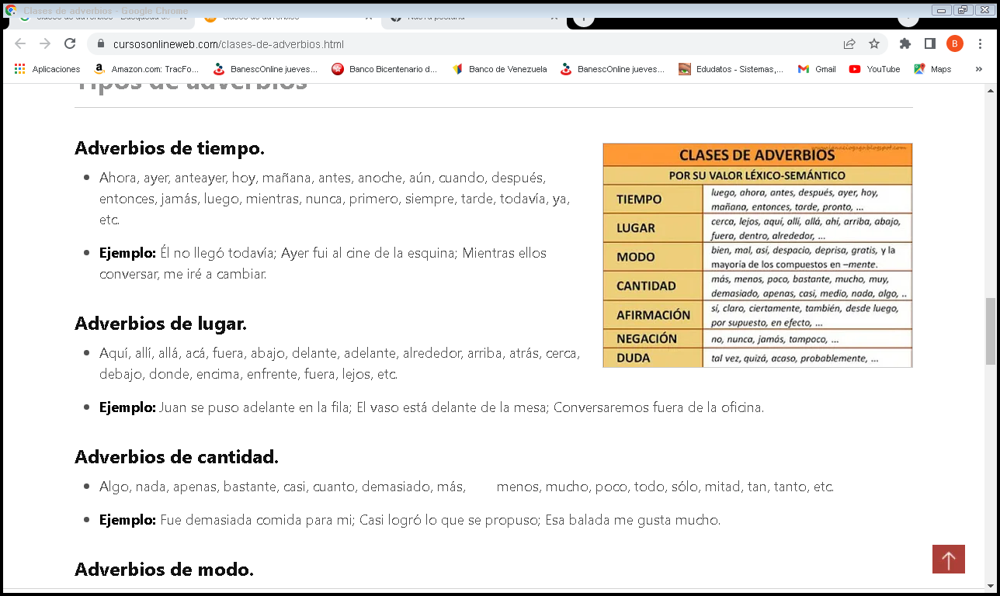 Clases de adverbios - Google Chrome
cursosonlineweb.com/clases-de-adverbios.html
B
Aplicaciones
Amazon.com: TracFo...
BanescOnline jueves...
Banco Bicentenario d...
Banco de Venezuela
BanescOnline jueves...
Edudatos - Sistemas,...
Gmail
YouTube
Maps
»
Tipos de adverbios
Adverbios de tiempo.
Ahora, ayer, anteayer, hoy, mañana, antes, anoche, aún, cuando, después,
entonces, jamás, luego, mientras, nunca, primero, siempre, tarde, todavía, ya,
etc.
Ejemplo: Él no llegó todavía; Ayer fui al cine de la esquina; Mientras ellos
conversar, me iré a cambiar.
CLASES DE ADVERBIOS
POR SU VALOR LÉXICO-SEMÁNTICO
TIEMPO
luego, ahora, antes, después, ayer, hoy,
mañana, entonces, tarde, pronto, ...
LUGAR
cerca, lejos, aquí, allí, allá, ahí, arriba, abajo,
fuera, dentro, alrededor, ...
MODO
bien, mal, así, despacio, deprisa, gratis, y la
mayoría de los compuestos en –mente.
CANTIDAD
más, menos, poco, bastante, mucho, muy,
demasiado, apenas, casi, medio, nada, algo, ..
AFIRMACIÓN
sí, claro, ciertamente, también, desde luego,
por supuesto, en efecto, ...
NEGACIÓN
no, nunca, jamás, tampoco, ...
DUDA
tal vez, quizá, acaso, probablemente, ...
Adverbios de lugar.
Aquí, allí, allá, acá, fuera, abajo, delante, adelante, alrededor, arriba, atrás, cerca,
debajo, donde, encima, enfrente, fuera, lejos, etc.
Ejemplo: Juan se puso adelante en la fila; El vaso está delante de la mesa; Conversaremos fuera de la oficina.
Adverbios de cantidad.
Algo, nada, apenas, bastante, casi, cuanto, demasiado, más, menos, mucho, poco, todo, sólo, mitad, tan, tanto, etc.
Ejemplo: Fue demasiada comida para mi; Casi logró lo que se propuso; Esa balada me gusta mucho.
Adverbios de modo.